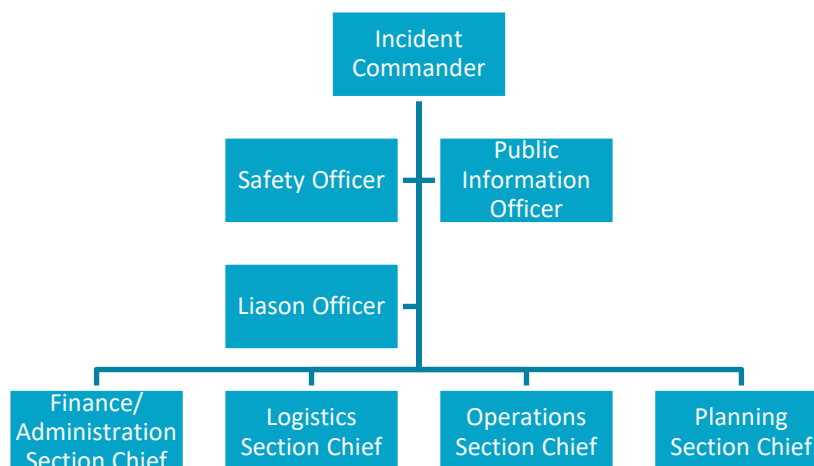 Incident
Commander
Safety Officer
Public
Information
Officer
Liason Officer
Finance/
Administration
Section Chief
Logistics
Section Chief
Operations
Section Chief
Planning
Section Chief